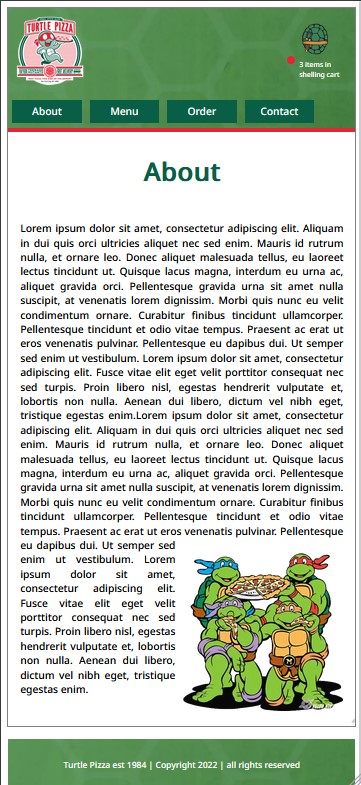 TURTLE PIZZA
3 items in
shelling cart
About
Menu
Order
Contact
About
Lorem ipsum dolor sit amet, consectetur adipiscing elit. Aliquam
in dui quis orci ultricies aliquet nec sed enim. Mauris id rutrum
nulla, et ornare leo. Donec aliquet malesuada tellus, eu laoreet
lectus tincidunt ut. Quisque lacus magna, interdum eu urna ac,
aliquet gravida orci. Pellentesque gravida urna sit amet nulla
suscipit, at venenatis lorem dignissim. Morbi quis nunc eu velit
condimentum ornare. Curabitur finibus tincidunt ullamcorper.
Pellentesque tincidunt et odio vitae tempus. Praesent ac erat ut
eros venenatis pulvinar. Pellentesque eu dapibus dui. Ut semper
sed enim ut vestibulum. Lorem ipsum dolor sit amet, consectetur
adipiscing elit. Fusce vitae elit eget velit porttitor consequat nec
sed turpis. Proin libero nisl, egestas hendrerit vulputate et,
lobortis non nulla. Aenean dui libero, dictum vel nibh eget,
tristique egestas enim.Lorem ipsum dolor sit amet, consectetur
adipiscing elit. Aliquam in dui quis orci ultricies aliquet nec sed
enim. Mauris id rutrum nulla, et ornare leo. Donec aliquet
malesuada tellus, eu laoreet lectus tincidunt ut. Quisque lacus
magna, interdum eu urna ac, aliquet gravida orci. Pellentesque
gravida urna sit amet nulla suscipit, at venenatis lorem dignissim.
Morbi quis nunc eu velit condimentum ornare. Curabitur finibus
tincidunt ullamcorper. Pellentesque tincidunt et odio vitae
tempus. Praesent ac erat ut eros venenatis pulvinar. Pellentesque
eu dapibus dui. Ut semper sed
enim ut vestibulum. Lorem
ipsum dolor sit amet,
consectetur adipiscing elit.
Fusce vitae elit eget velit
porttitor consequat nec sed
turpis. Proin libero nisl, egestas
hendrerit vulputate et, lobortis
non nulla. Aenean dui libero,
dictum vel nibh eget, tristique
egestas enim.
Turtle Pizza est 1984 | Copyright 2022 | all rights reserved